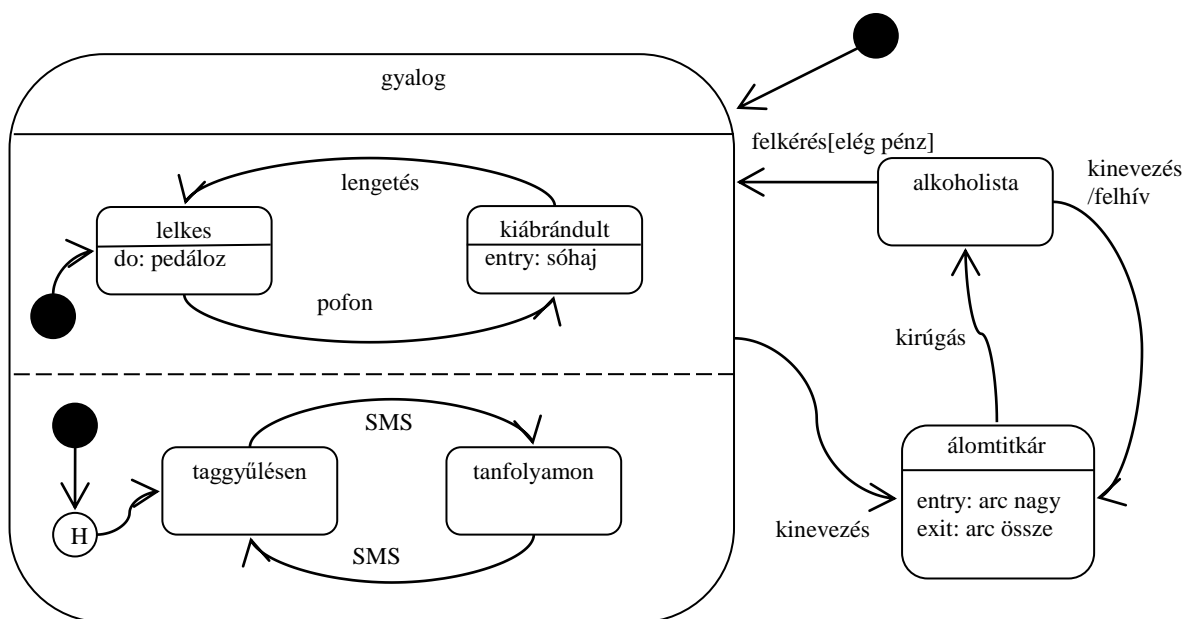 gyalog
felkérés[elég pénz]
lengetés
alkoholista
kinevezés
/felhív
lelkes
do: pedáloz
kiábrándult
entry: sóhaj
pofon
kirúgás
SMS
taggyűlésen
tanfolyamon
álomtitkár
entry: arc nagy
exit: arc össze
H
kinevezés
SMS